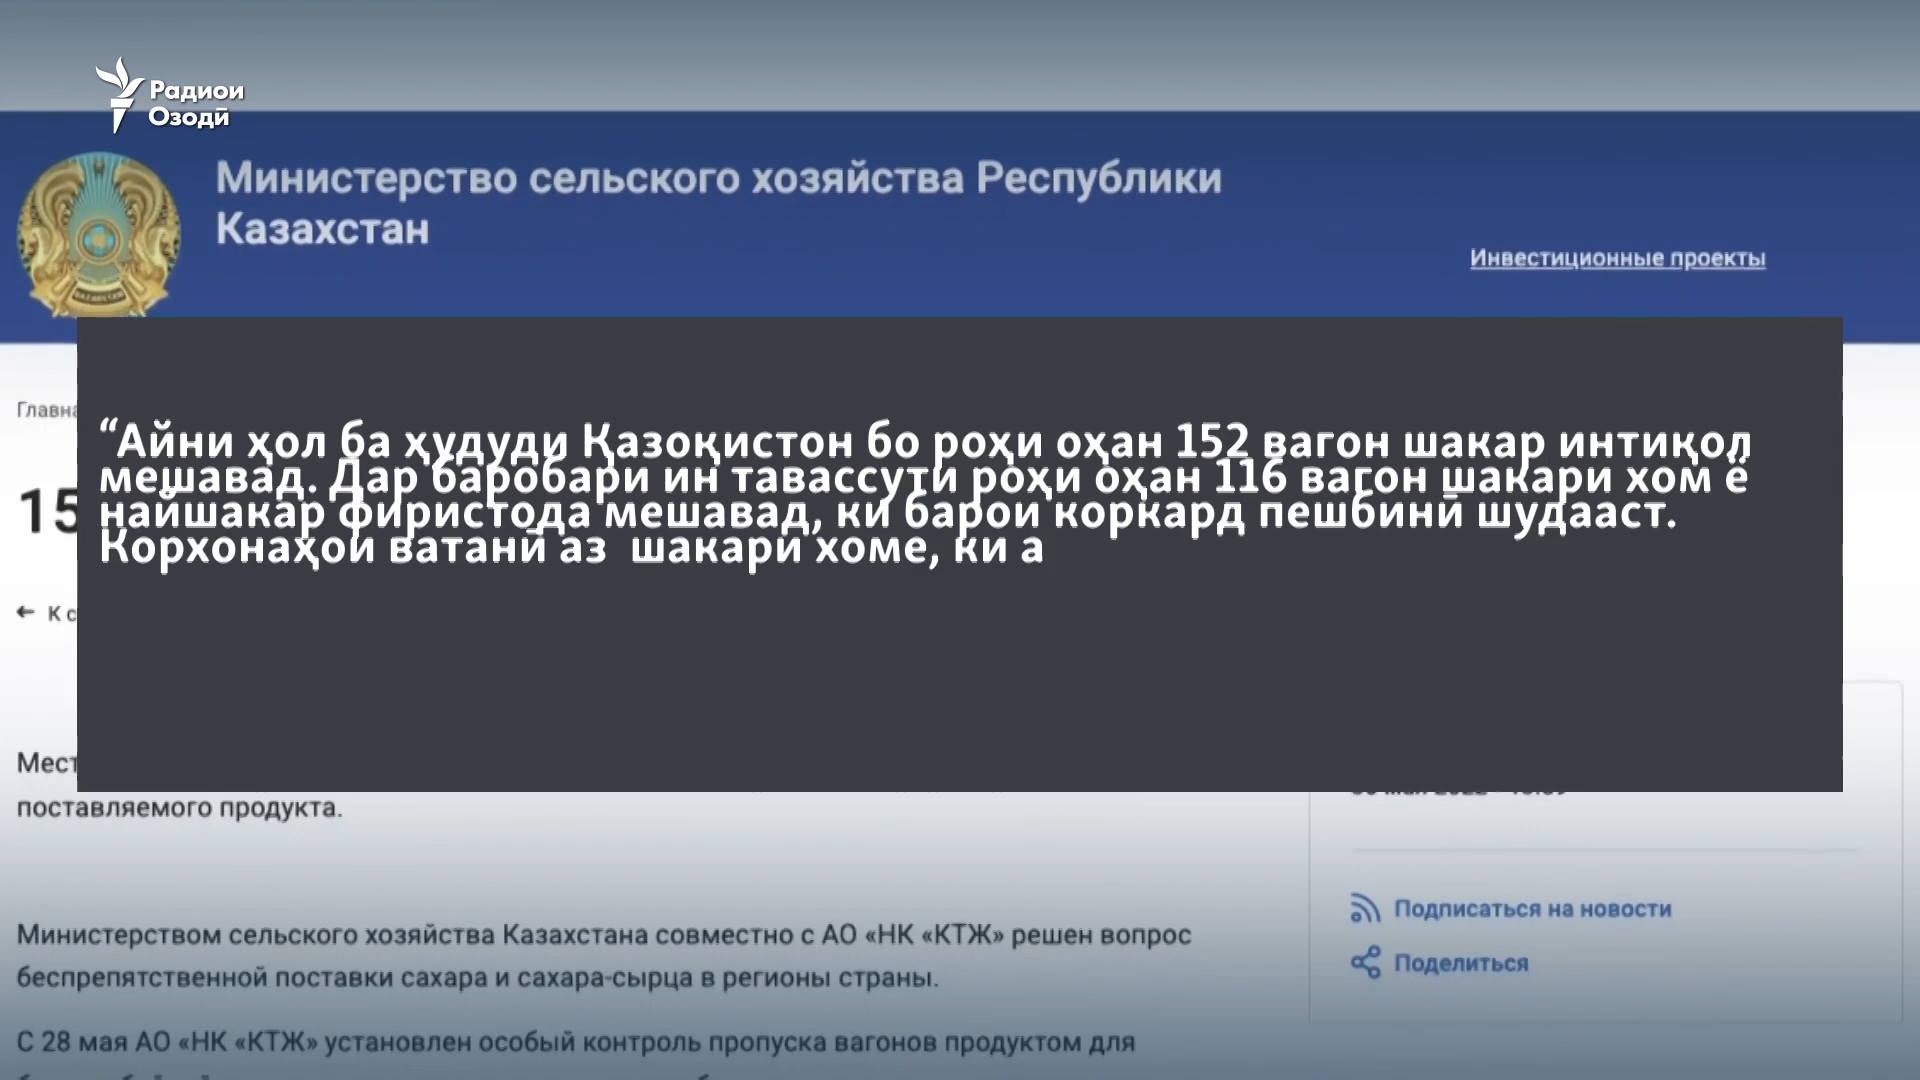 Радиои
Озодӣ
Министерство сельского хозяйства Республики
Казахстан
Инвестиционные проекты
“Айни ҳол ба ҳудуди Қазоқистон бо роҳи оҳан 152 вагон шакар интиқол
мешавад. Дар баробари ин тавассути роҳи оҳан 116 вагон шакари хом ё
найшакар фиристода мешавад, ки барои коркард пешбинӣ шудааст.
Корхонаҳои ватанӣ аз  шакари хоме, ки а
15
К с
поставляемого продукта.
Министерством сельского хозяйства Казахстана совместно с АО «НК «КТЖ» решен вопрос
беспрепятственной поставки сахара и сахара-сырца в регионы страны.
С 28 мая АО «НК «КТЖ» установлен особый контроль пропуска вагонов продуктом для
Подписаться на новости
Поделиться